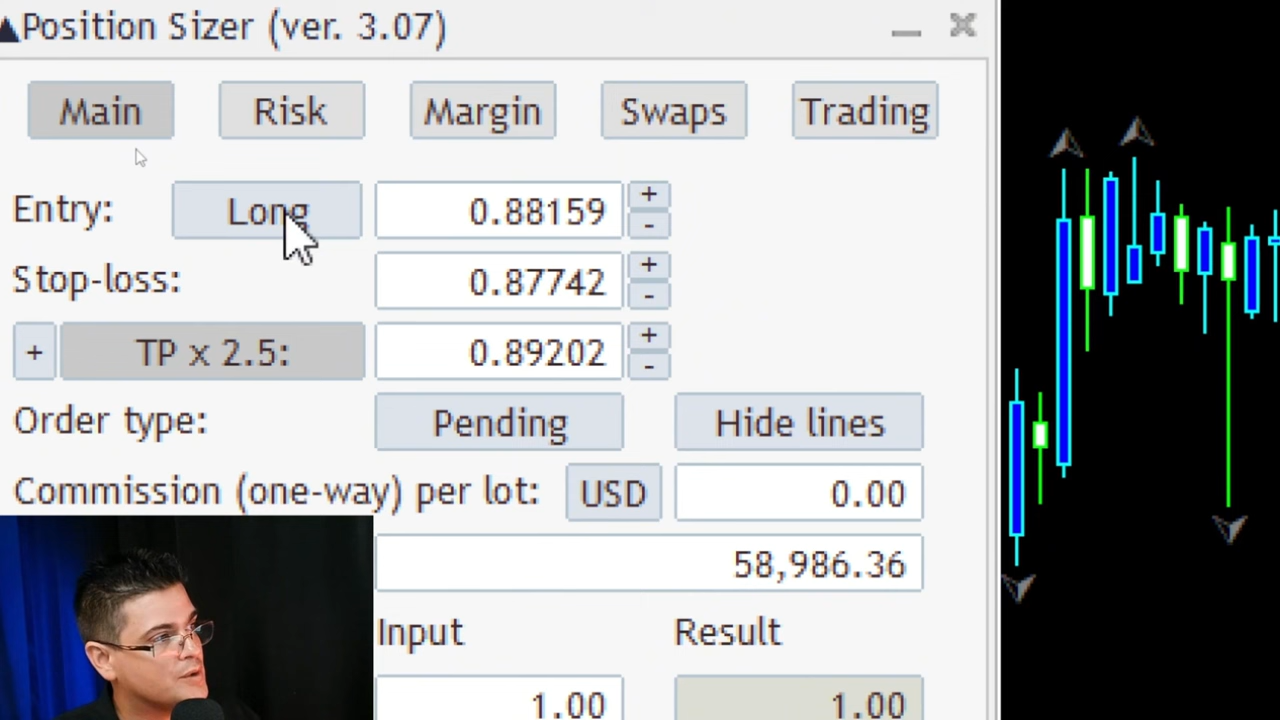 Position Sizer (ver. 3.07)
Main Risk Margin Swaps Trading
Entry: Long 0.88159 + -
Stop-loss: 0.87742 + -
+ TP x 2.5: 0.89202 + -
Order type: Pending Hide lines
Commission (one-way) per lot: USD 0.00
58,986.36
Input Result
1.00 1.00